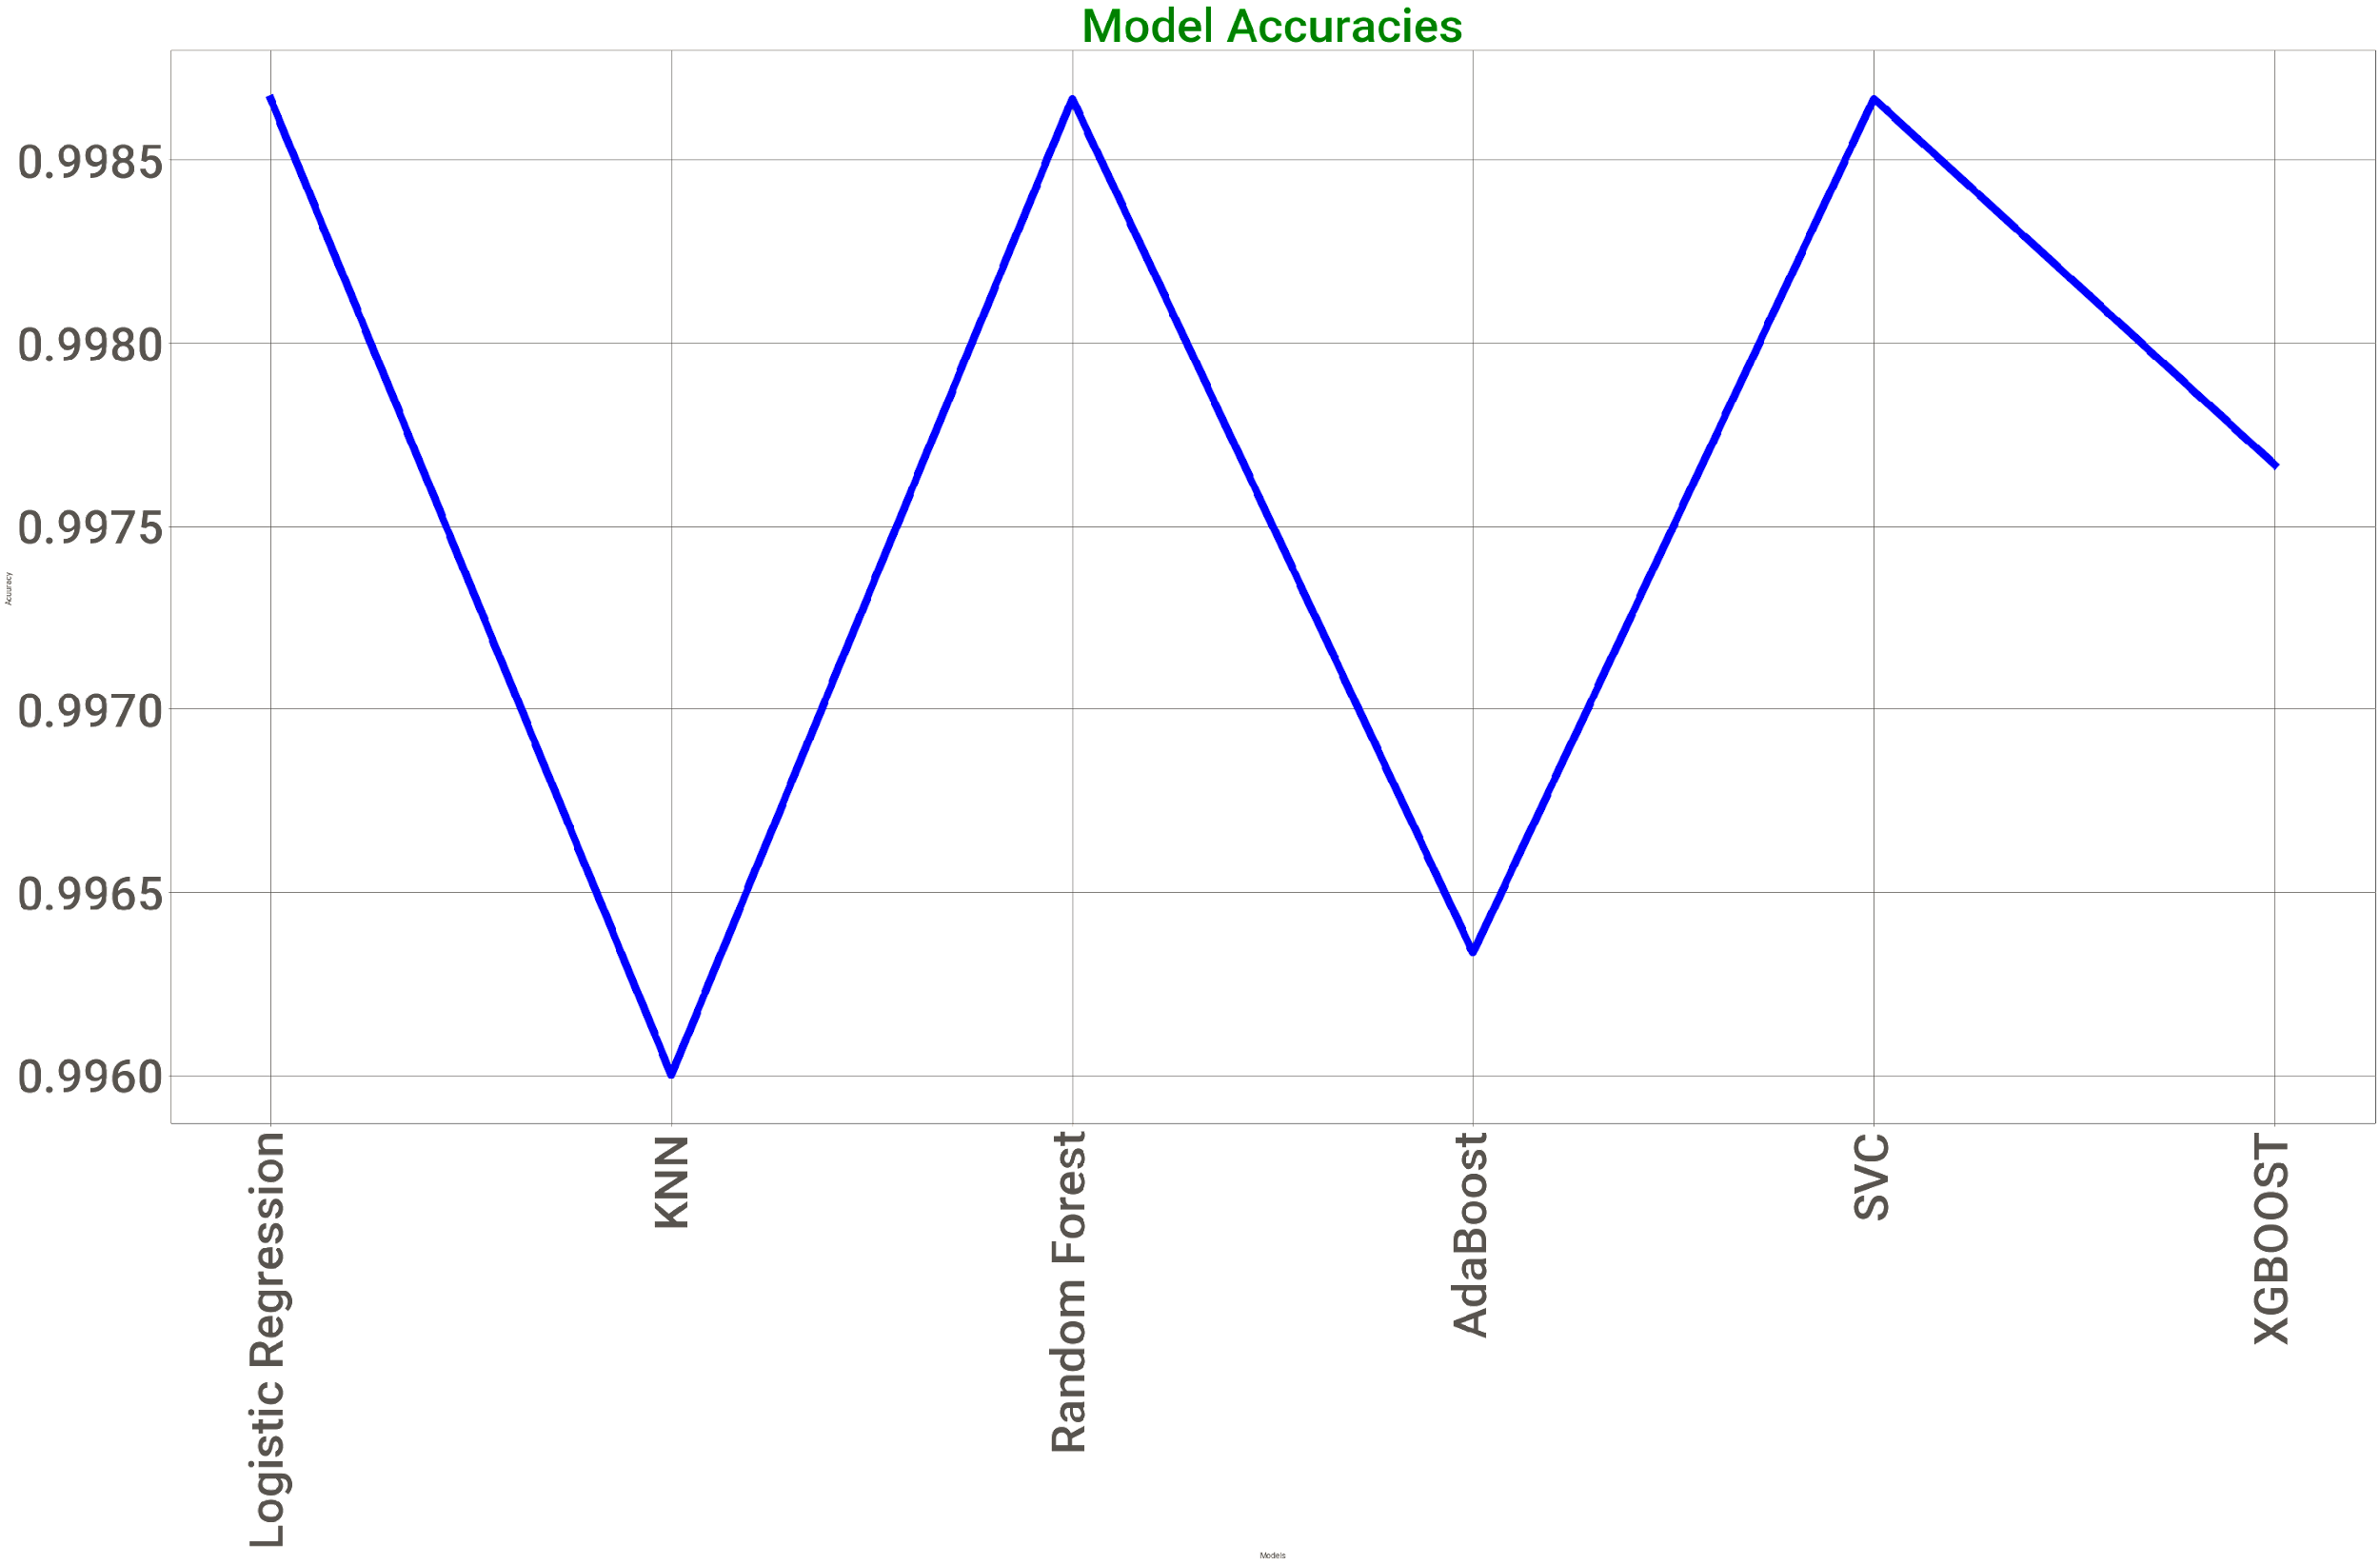 Model Accuracies
0.9985
0.9980
0.9975
0.9970
0.9965
0.9960
Acuuracy
Logistic Regression
KNN
Random Forest
AdaBoost
SVC
XGBOOST
Models